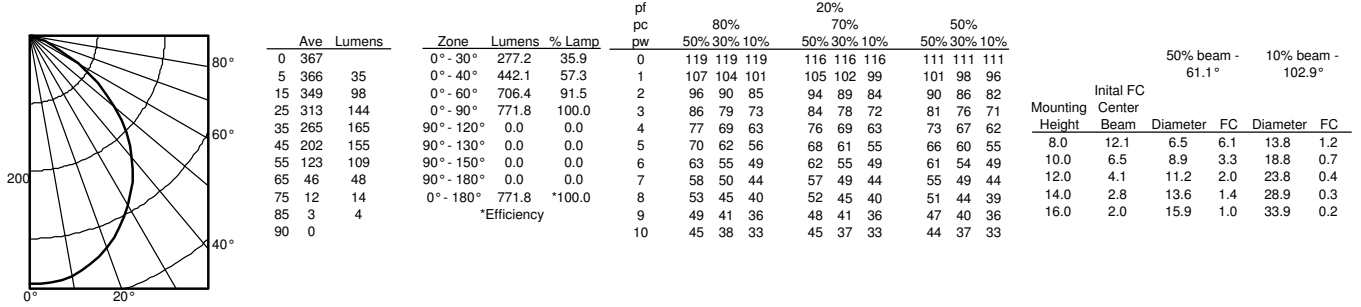 80°
60°
200
40°
0° 20°
Ave Lumens
0 367
5 366 35
15 349 98
25 313 144
35 265 165
45 202 155
55 123 109
65 46 48
75 12 14
85 3 4
90 0
Zone Lumens % Lamp
0° - 30° 277.2 35.9
0° - 40° 442.1 57.3
0° - 60° 706.4 91.5
0° - 90° 771.8 100.0
90° - 120° 0.0 0.0
90° - 130° 0.0 0.0
90° - 150° 0.0 0.0
90° - 180° 0.0 0.0
0° - 180° 771.8 *100.0
*Efficiency
pf 20%
pc 80% 70% 50%
pw 50% 30% 10% 50% 30% 10% 50% 30% 10%
0 119 119 119 116 116 116 111 111 111
1 107 104 101 105 102 99 101 98 96
2 96 90 85 94 89 84 90 86 82
3 86 79 73 84 78 72 81 76 71
4 77 69 63 76 69 63 73 67 62
5 70 62 56 68 61 55 66 60 55
6 63 55 49 62 55 49 61 54 49
7 58 50 44 57 49 44 55 49 44
8 53 45 40 52 45 40 51 44 39
9 49 41 36 48 41 36 47 40 36
10 45 38 33 45 37 33 44 37 33
50% beam - 10% beam -
61.1° 102.9°
Inital FC
Mounting Center
Height Beam Diameter FC Diameter FC
8.0 12.1 6.5 6.1 13.8 1.2
10.0 6.5 8.9 3.3 18.8 0.7
12.0 4.1 11.2 2.0 23.8 0.4
14.0 2.8 13.6 1.4 28.9 0.3
16.0 2.0 15.9 1.0 33.9 0.2